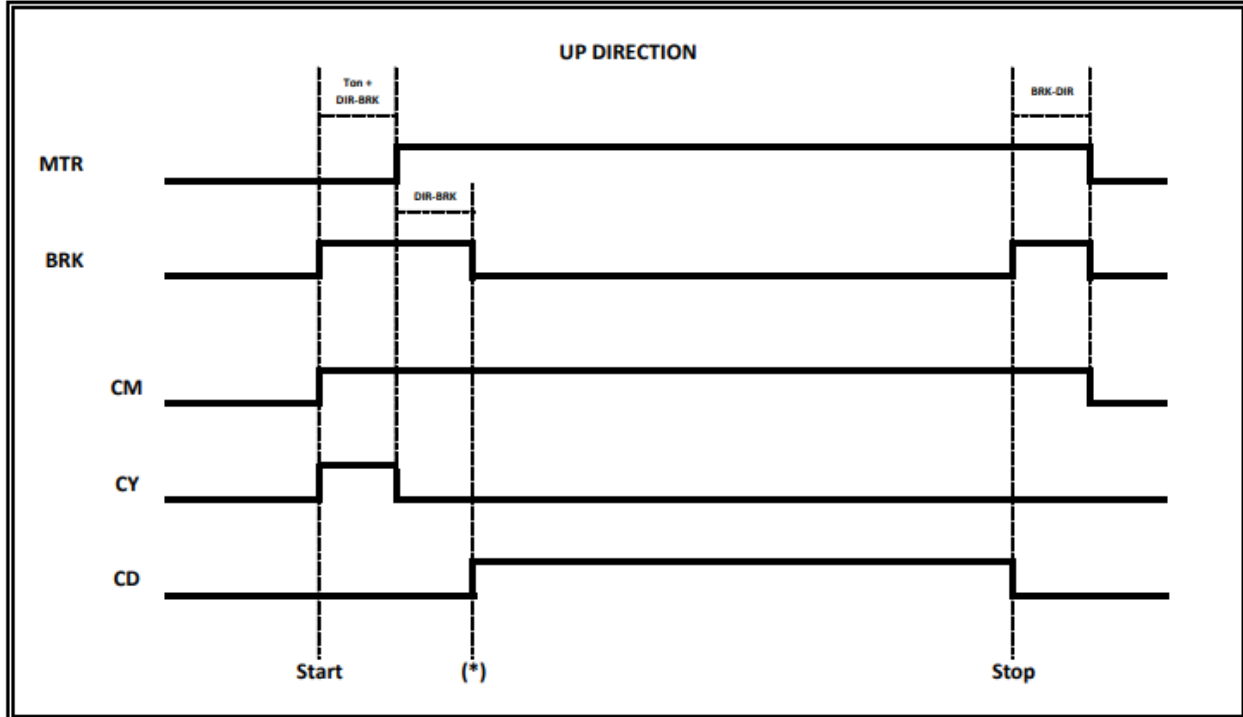 UP DIRECTION
Ton +
DIR-BRK
BRK-DIR
MTR
DIR-BRK
BRK
CM
CY
CD
Start
(*)
Stop